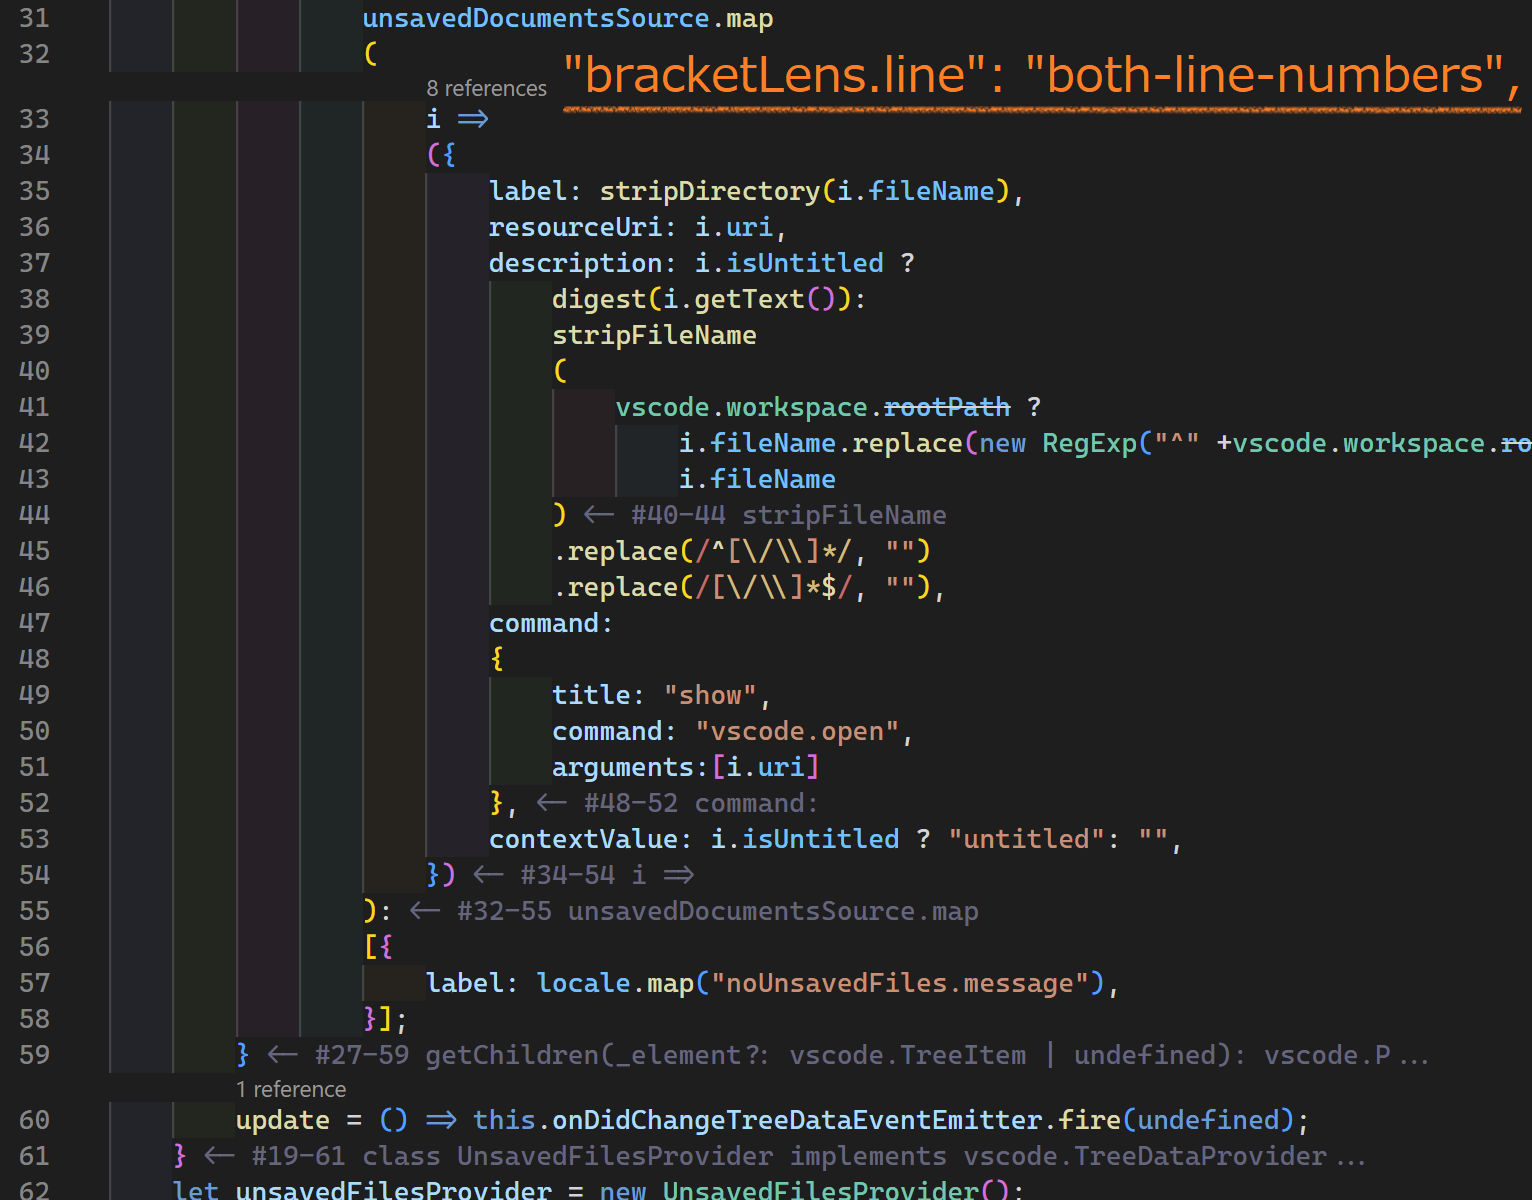 31 unsavedDocumentsSource.map
32 (
"bracketLens.line": "both-line-numbers",
8 references
33 i =>
34 ({
35 label: stripDirectory(i.fileName),
36 resourceUri: i.uri,
37 description: i.isUntitled ?
38 digest(i.getText()):
39 stripFileName
40 (
41 vscode.workspace.rootPath ?
42 i.fileName.replace(new RegExp("^" +vscode.workspace.ro
43 i.fileName
44 ) ← #40-44 stripFileName
45 .replace(/^[\/\\]*/, "")
46 .replace(/[\/\\]*$/, ""),
47 command:
48 {
49 title: "show",
50 command: "vscode.open",
51 arguments:[i.uri]
52 }, ← #48-52 command:
53 contextValue: i.isUntitled ? "untitled": "",
54 }) ← #34-54 i =>
55 ): ← #32-55 unsavedDocumentsSource.map
56 [{
57 label: locale.map("noUnsavedFiles.message"),
58 }];
59 } ← #27-59 getChildren(_element?: vscode.TreeItem | undefined): vscode.P...
1 reference
60 update = () => this.onDidChangeTreeDataEventEmitter.fire(undefined);
61 } ← #19-61 class UnsavedFilesProvider implements vscode.TreeDataProvider...
62 let unsavedFilesProvider = new UnsavedFilesProvider();